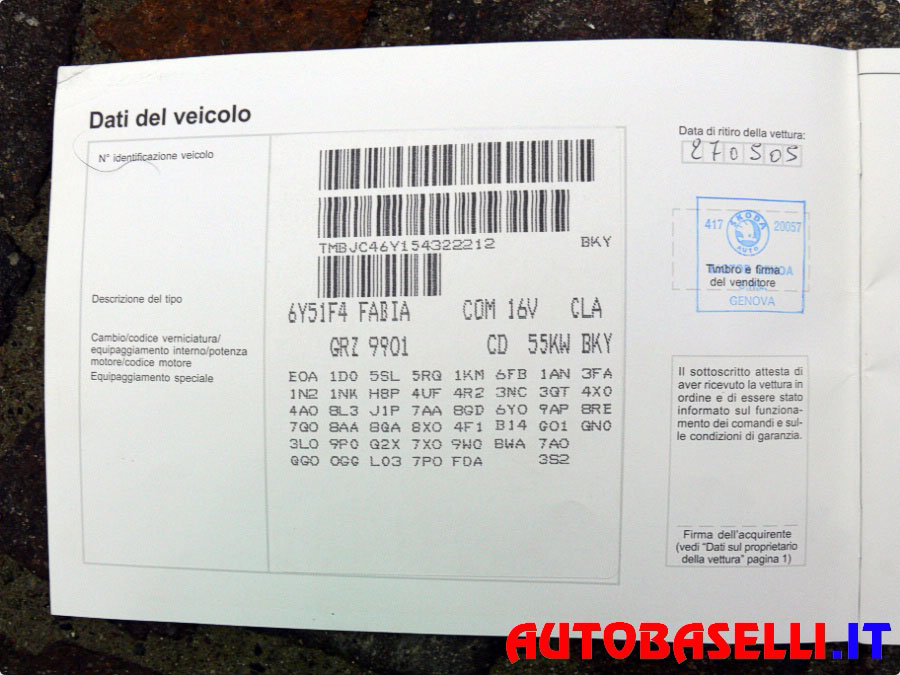 Dati del veicolo
N° identificazione veicolo
TMBJC46Y154322212 BKY
Descrizione del tipo
6Y51F4 FABIA COM 16V CLA
Cambio/codice verniciatura/
equipaggiamento interno/potenza
motore/codice motore
GRZ 9901 CD 55KW BKY
Equipaggiamento speciale
E0A 1D0 5SL 5RQ 1KM 6FB 1AN 3FA
1N2 1NK H8P 4UF 4R2 3NC 3GT 4X0
4A0 8L3 J1P 7AA 8GD 6Y0 9AP 8RE
7Q0 8AA 8QA 8X0 4F1 B14 G01 QN0
3L0 9P0 Q2X 7X0 9W0 8WA 7A0
QG0 0GG L03 7P0 FDA 3S2
Data di ritiro della vettura:
270505
417 ŠKODA 20057
AUTO
Timbro e firma
del venditore
GENOVA
Il sottoscritto attesta di
aver ricevuto la vettura in
ordine e di essere stato
informato sul funziona-
mento dei comandi e sul-
le condizioni di garanzia.
Firma dell'acquirente
(vedi "Dati sul proprietario
della vettura" pagina 1)
AUTOBASELLI.IT